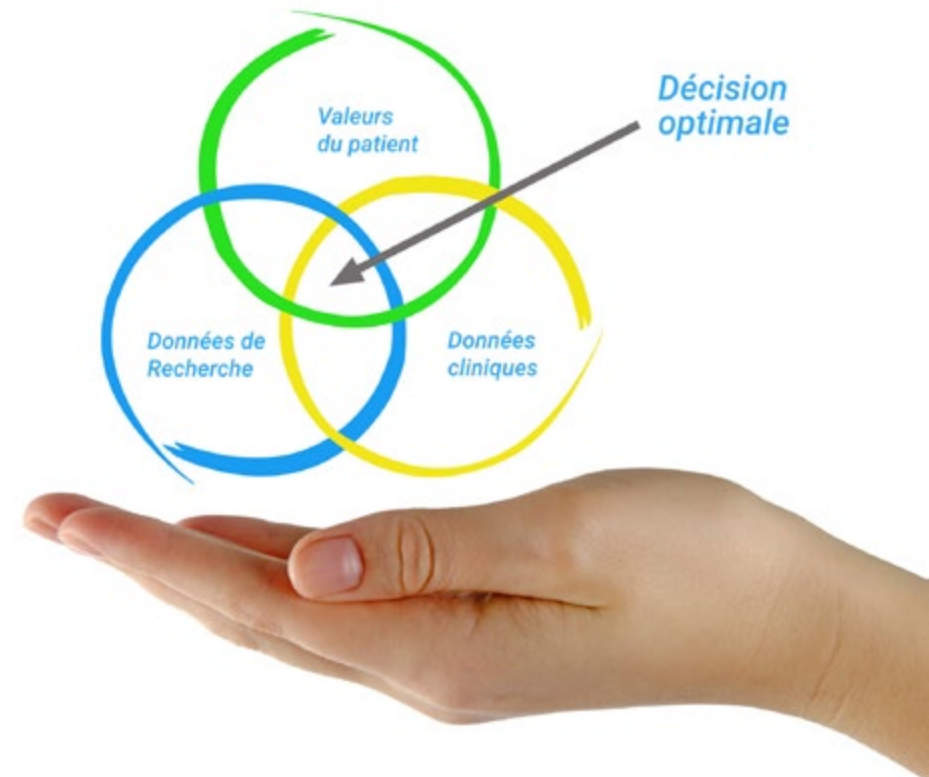 Décision
optimale
Valeurs
du patient
Données de
Recherche
Données
cliniques